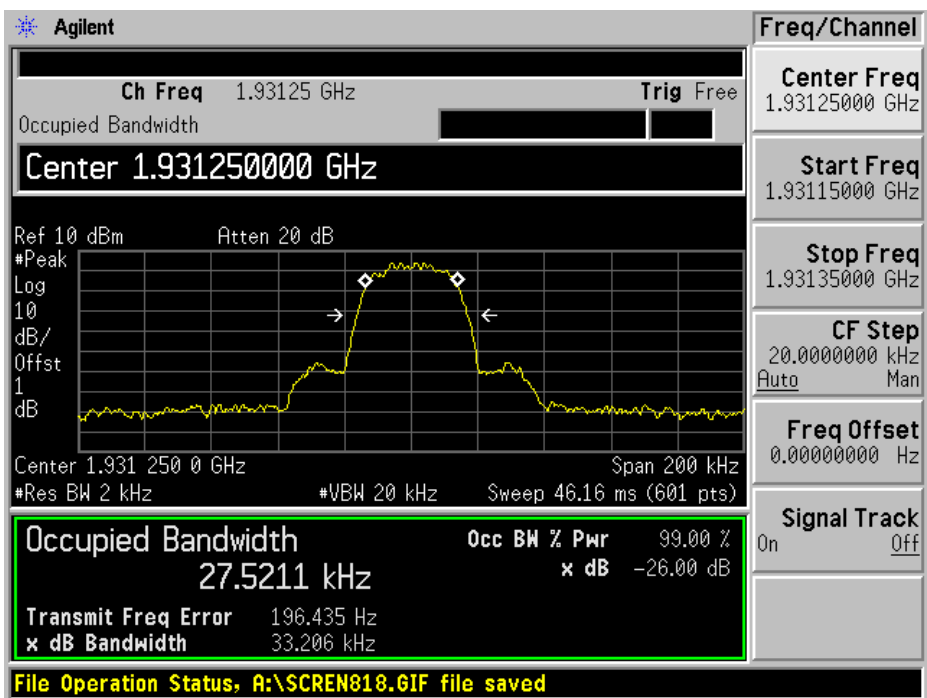 Agilent
Freq/Channel
Ch Freq 1.93125 GHz Trig Free
Occupied Bandwidth
Center 1.931250000 GHz
Ref 10 dBm Atten 20 dB
#Peak
Log
10
dB/
Offst
1
dB
Center 1.931 250 0 GHz Span 200 kHz
#Res BW 2 kHz #VBW 20 kHz Sweep 46.16 ms (601 pts)
Occupied Bandwidth
27.5211 kHz
Occ BW % Pwr 99.00 %
x dB -26.00 dB
Transmit Freq Error 196.435 Hz
x dB Bandwidth 33.206 kHz
File Operation Status, A:\SCREN818.GIF file saved
Center Freq
1.93125000 GHz
Start Freq
1.93115000 GHz
Stop Freq
1.93135000 GHz
CF Step
20.0000000 kHz
Auto Man
Freq Offset
0.00000000 Hz
Signal Track
On Off